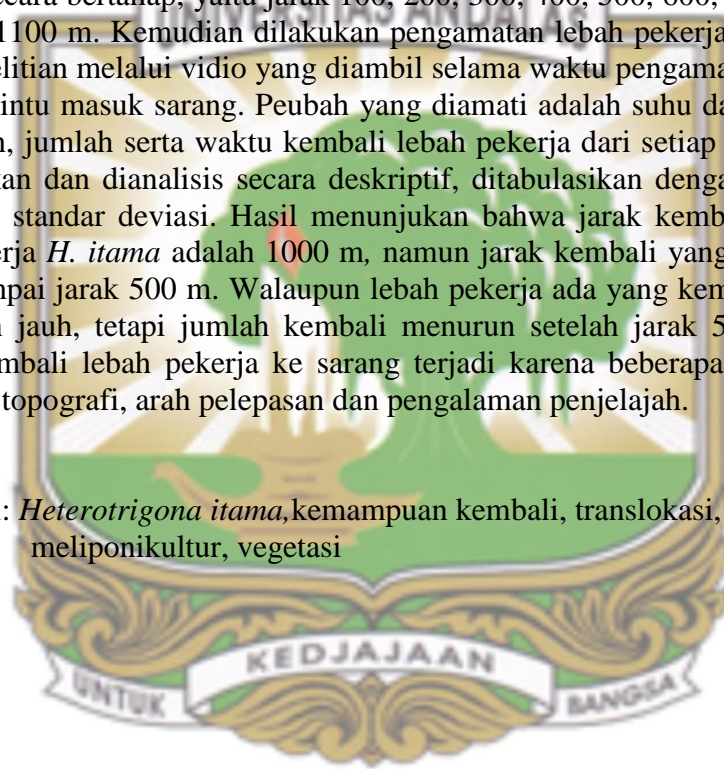 secara bertahap, yaitu jarak 100, 200, 300, 400, 500, 600,
UNIVERSITAS ANDALAS
1100 m. Kemudian dilakukan pengamatan lebah pekerja
elitian melalui vidio yang diambil selama waktu pengama
intu masuk sarang. Peubah yang diamati adalah suhu da
n, jumlah serta waktu kembali lebah pekerja dari setiap
kan dan dianalisis secara deskriptif, ditabulasikan denga
standar deviasi. Hasil menunjukan bahwa jarak kemb
erja H. itama adalah 1000 m, namun jarak kembali yang
mpai jarak 500 m. Walaupun lebah pekerja ada yang kem
n jauh, tetapi jumlah kembali menurun setelah jarak 5
mbali lebah pekerja ke sarang terjadi karena beberapa
topografi, arah pelepasan dan pengalaman penjelajah.
: Heterotrigona itama,kemampuan kembali, translokasi,
meliponikultur, vegetasi
UNTUK KEDJAJAAN BANGSA